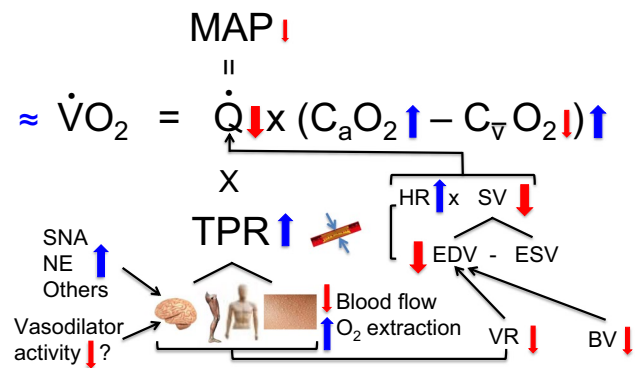 MAP
=
≈ V̇O₂ = Q̇ x (CₐO₂ – Cv̅O₂)
X
HR x SV
TPR
SNA
NE
Others
EDV - ESV
Blood flow
O₂ extraction
Vasodilator
activity ?
VR
BV